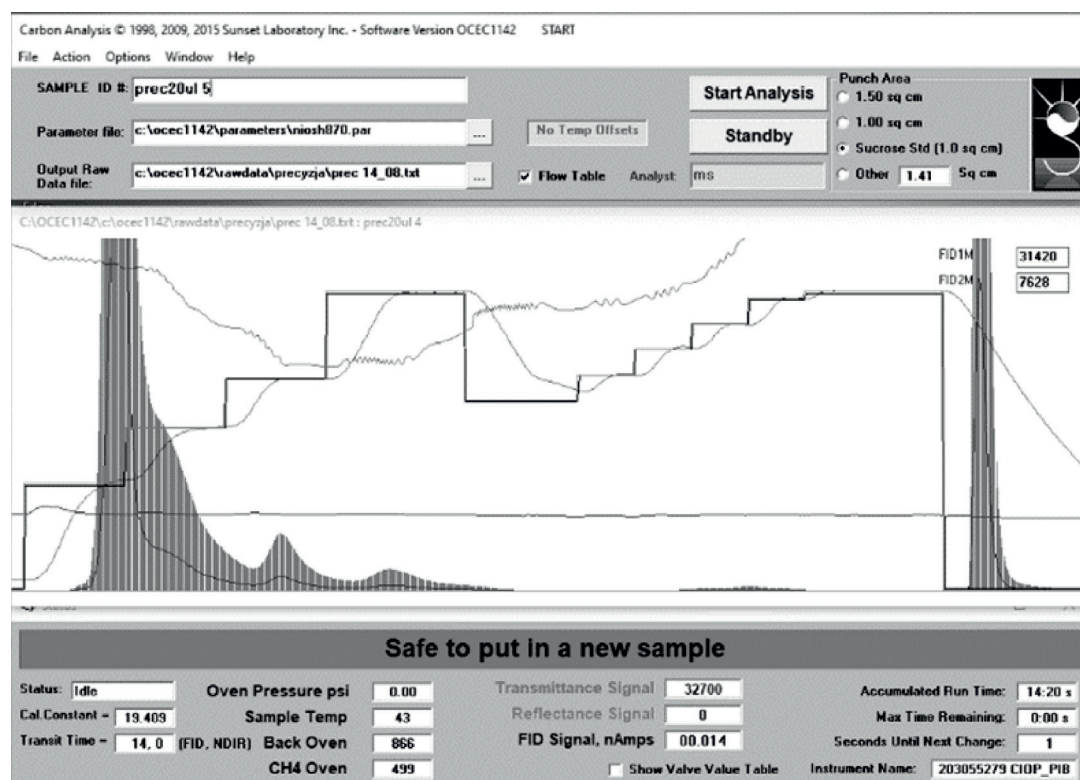 Carbon Analysis © 1998, 2009, 2015 Sunset Laboratory Inc. - Software Version OCEC1142 START
File Action Options Window Help
SAMPLE ID #: prec20ul 5
Parameter file: c:\ocec1142\parameters\niosh870.par ...
Output Raw
Data file: c:\ocec1142\rawdata\precyzja\prec 14_08.txt ...
No Temp Offsets
Flow Table Analyst: ms
Start Analysis
Standby
Punch Area
1.50 sq cm
1.00 sq cm
Sucrose Std (1.0 sq cm)
Other 1.41 Sq cm
C:\OCEC1142\c:\ocec1142\rawdata\precyzja\prec 14_08.txt : prec20ul 4
FID1M 31420
FID2M 7628
Safe to put in a new sample
Status: Idle
Cal.Constant = 19.409
Transit Time = 14, 0 (FID, NDIR)
Oven Pressure psi 0.00
Sample Temp 43
Back Oven 866
CH4 Oven 499
Transmittance Signal 32700
Reflectance Signal 0
FID Signal, nAmps 00.014
Show Valve Value Table
Accumulated Run Time: 14:20 s
Max Time Remaining: 0:00 s
Seconds Until Next Change: 1
Instrument Name: 203055279 CIOP_PIB